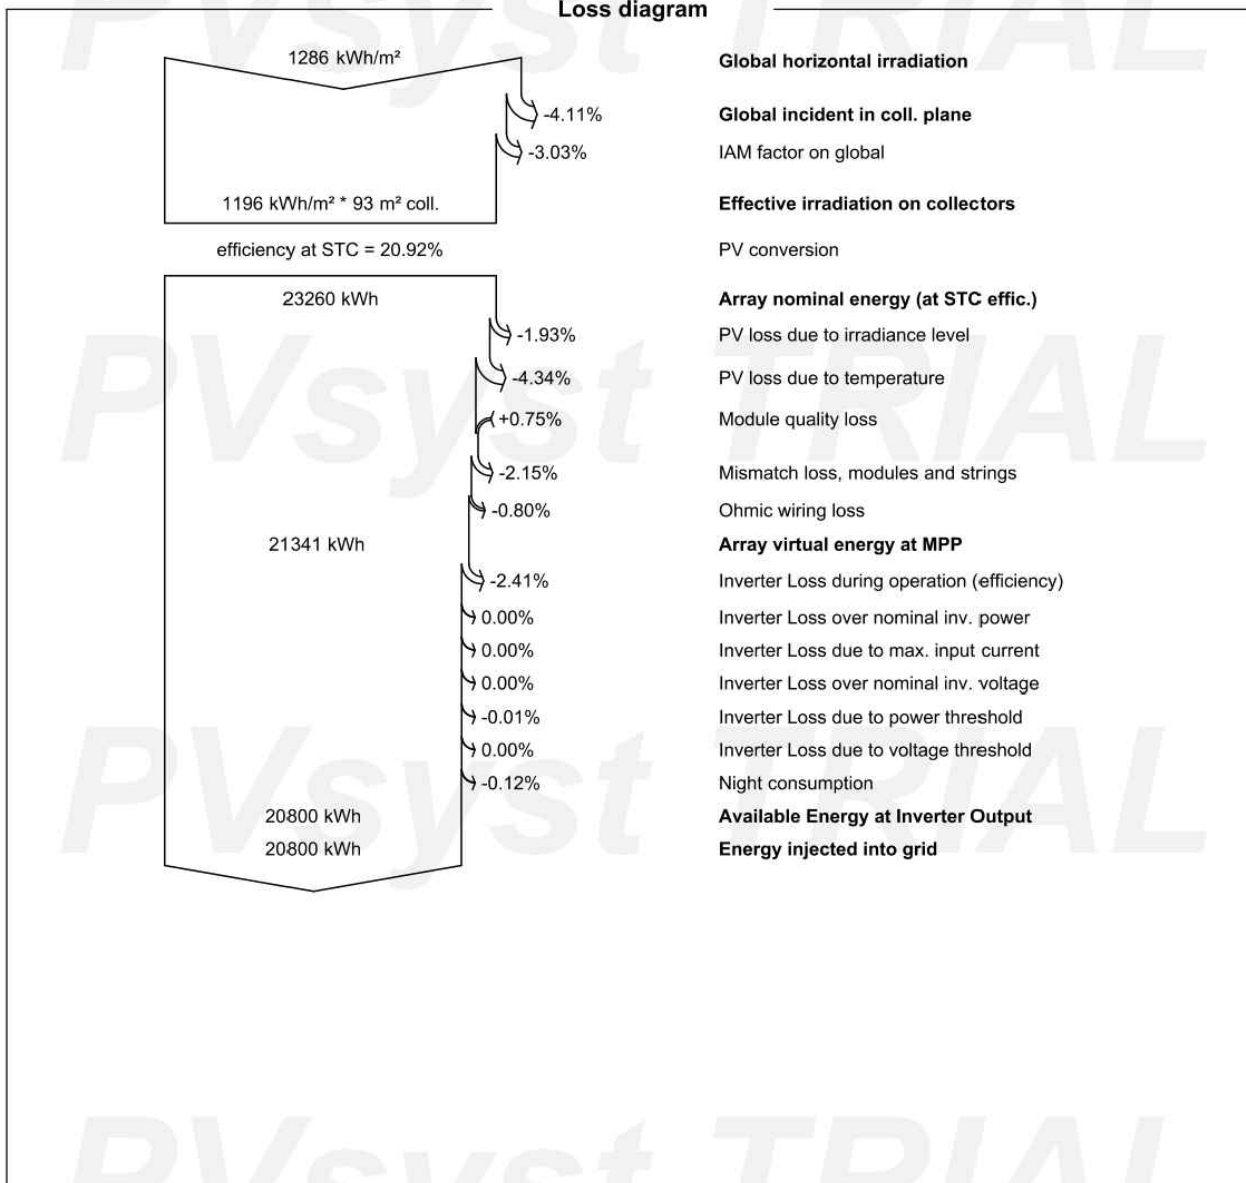 Loss diagram
1286 kWh/m² Global horizontal irradiation
-4.11% Global incident in coll. plane
-3.03% IAM factor on global
1196 kWh/m² * 93 m² coll. Effective irradiation on collectors
efficiency at STC = 20.92% PV conversion
23260 kWh Array nominal energy (at STC effic.)
-1.93% PV loss due to irradiance level
-4.34% PV loss due to temperature
+0.75% Module quality loss
-2.15% Mismatch loss, modules and strings
-0.80% Ohmic wiring loss
21341 kWh Array virtual energy at MPP
-2.41% Inverter Loss during operation (efficiency)
0.00% Inverter Loss over nominal inv. power
0.00% Inverter Loss due to max. input current
0.00% Inverter Loss over nominal inv. voltage
-0.01% Inverter Loss due to power threshold
0.00% Inverter Loss due to voltage threshold
-0.12% Night consumption
20800 kWh Available Energy at Inverter Output
20800 kWh Energy injected into grid
PVsyst TRIAL
PVsyst TRIAL
PVsyst TRIAL
PVsyst TRIAL